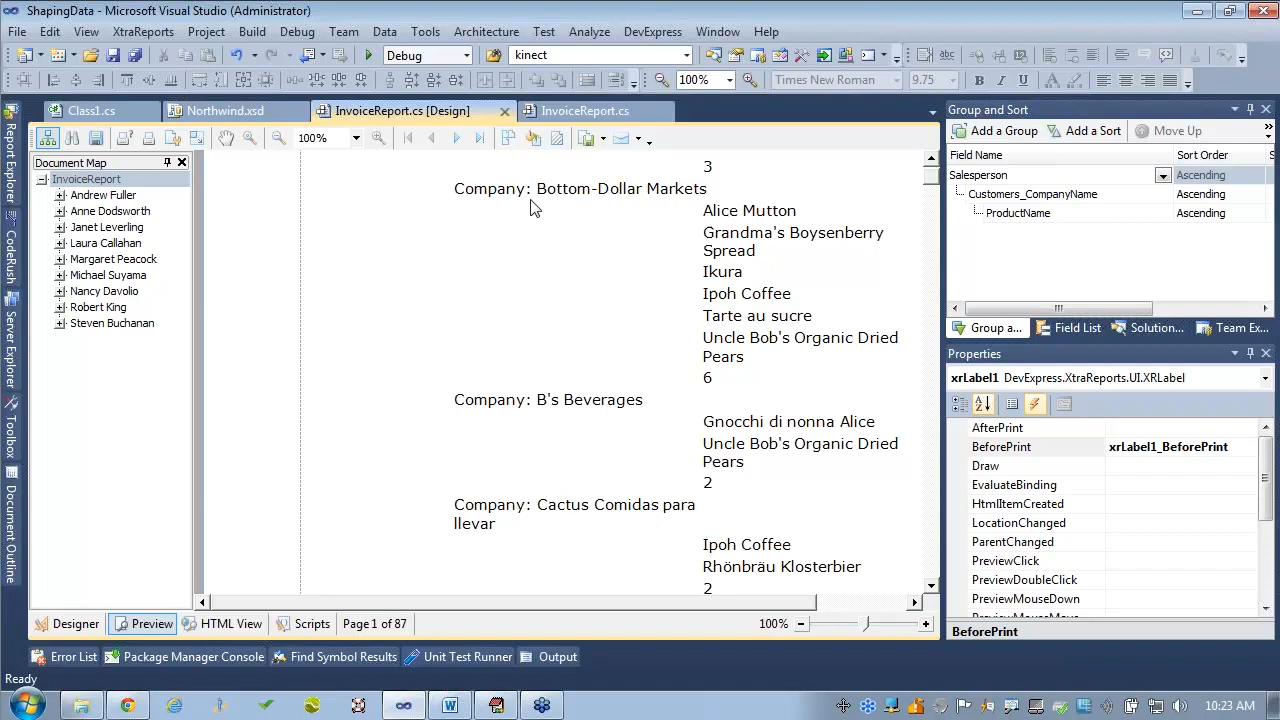 ShapingData - Microsoft Visual Studio (Administrator)
File Edit View XtraReports Project Build Debug Team Data Tools Architecture Test Analyze DevExpress Window Help
Debug kinect
100% Times New Roman 9.75
Class1.cs Northwind.xsd InvoiceReport.cs [Design] InvoiceReport.cs
100%
Report Explorer
CodeRush
Server Explorer
Toolbox
Document Outline
Document Map
InvoiceReport
Andrew Fuller
Anne Dodsworth
Janet Leverling
Laura Callahan
Margaret Peacock
Michael Suyama
Nancy Davolio
Robert King
Steven Buchanan
3
Company: Bottom-Dollar Markets
Alice Mutton
Grandma's Boysenberry
Spread
Ikura
Ipoh Coffee
Tarte au sucre
Uncle Bob's Organic Dried
Pears
6
Company: B's Beverages
Gnocchi di nonna Alice
Uncle Bob's Organic Dried
Pears
2
Company: Cactus Comidas para
llevar
Ipoh Coffee
Rhönbräu Klosterbier
2
Designer Preview HTML View Scripts Page 1 of 87 100%
Group and Sort
Add a Group Add a Sort Move Up
Field Name Sort Order S
Salesperson Ascending
Customers_CompanyName Ascending
ProductName Ascending
Group a... Field List Solution... Team Ex...
Properties
xrLabel1 DevExpress.XtraReports.UI.XRLabel
AfterPrint
BeforePrint xrLabel1_BeforePrint
Draw
EvaluateBinding
HtmlItemCreated
LocationChanged
ParentChanged
PreviewClick
PreviewDoubleClick
PreviewMouseDown
PreviewMouseMove
BeforePrint
Error List Package Manager Console Find Symbol Results Unit Test Runner Output
Ready
10:23 AM